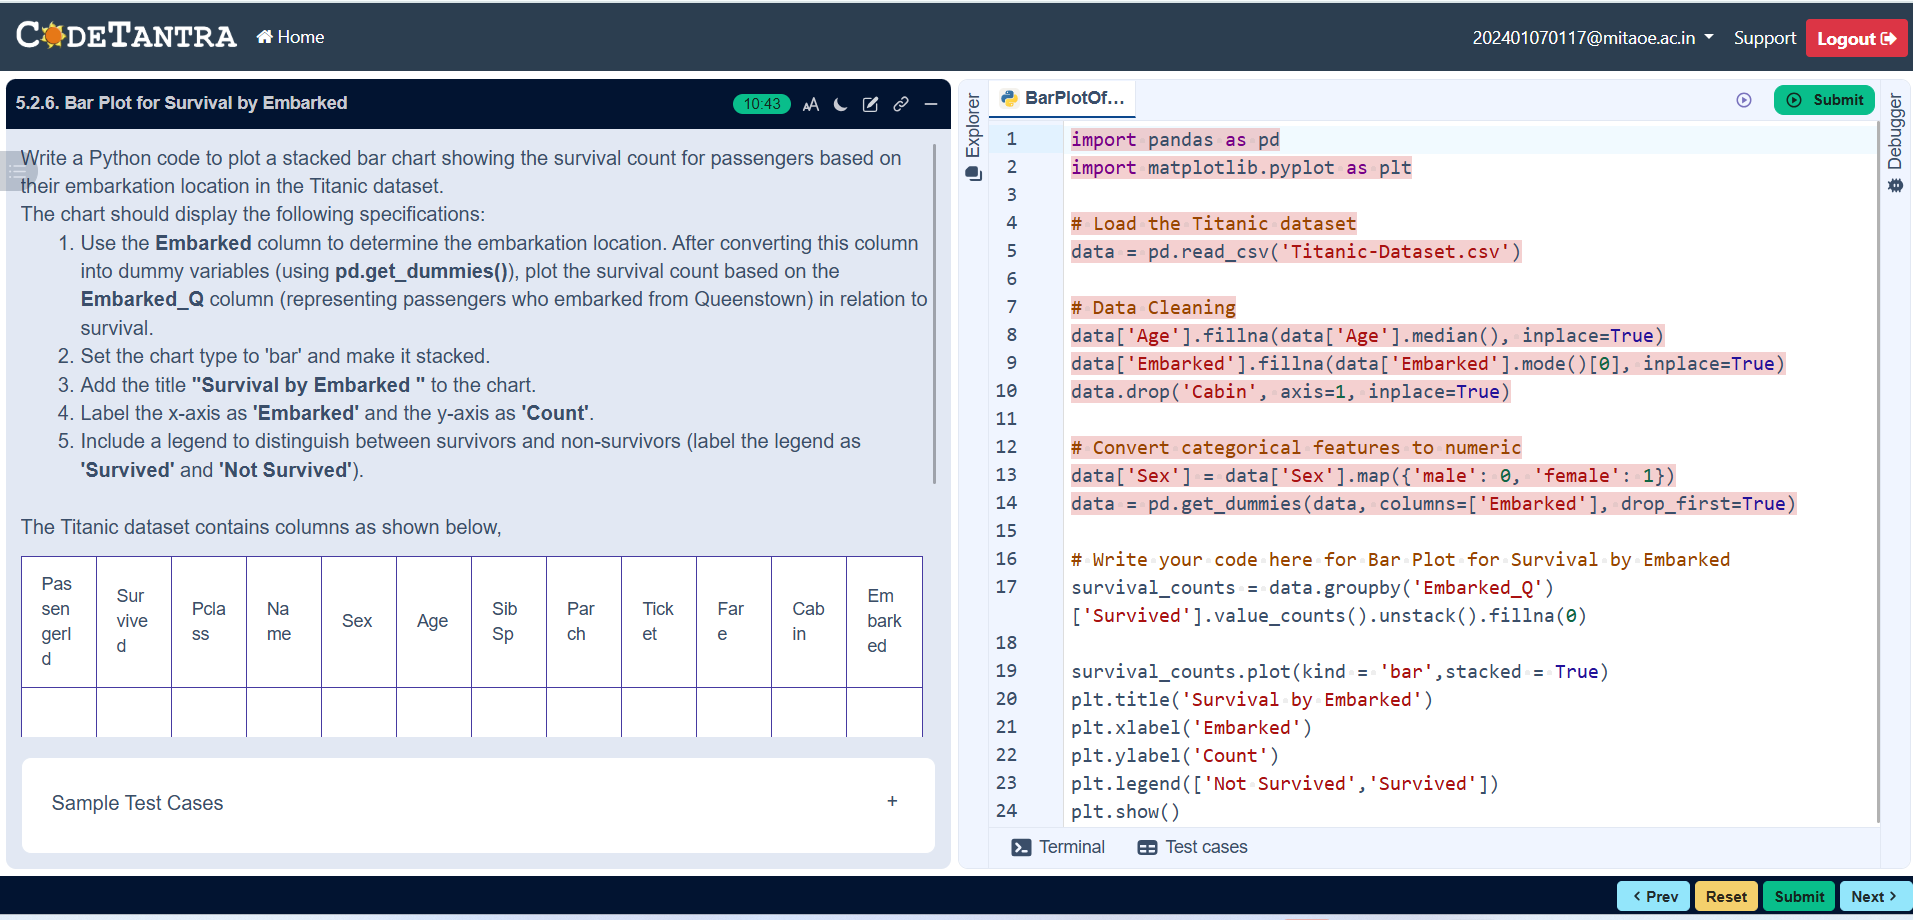 CODETANTRA
Home
202401070117@mitaoe.ac.in
Support
Logout
5.2.6. Bar Plot for Survival by Embarked
10:43
AA
Write a Python code to plot a stacked bar chart showing the survival count for passengers based on
their embarkation location in the Titanic dataset.
The chart should display the following specifications:
1. Use the Embarked column to determine the embarkation location. After converting this column
into dummy variables (using pd.get_dummies()), plot the survival count based on the
Embarked_Q column (representing passengers who embarked from Queenstown) in relation to
survival.
2. Set the chart type to 'bar' and make it stacked.
3. Add the title "Survival by Embarked " to the chart.
4. Label the x-axis as 'Embarked' and the y-axis as 'Count'.
5. Include a legend to distinguish between survivors and non-survivors (label the legend as
'Survived' and 'Not Survived').
The Titanic dataset contains columns as shown below,
Pas
sen
gerI
d
Sur
vive
d
Pcla
ss
Na
me
Sex
Age
Sib
Sp
Par
ch
Tick
et
Far
e
Cab
in
Em
bark
ed
Sample Test Cases
+
Explorer
BarPlotOf...
Submit
Debugger
1 import pandas as pd
2 import matplotlib.pyplot as plt
3
4 # Load the Titanic dataset
5 data = pd.read_csv('Titanic-Dataset.csv')
6
7 # Data Cleaning
8 data['Age'].fillna(data['Age'].median(), inplace=True)
9 data['Embarked'].fillna(data['Embarked'].mode()[0], inplace=True)
10 data.drop('Cabin', axis=1, inplace=True)
11
12 # Convert categorical features to numeric
13 data['Sex'] = data['Sex'].map({'male': 0, 'female': 1})
14 data = pd.get_dummies(data, columns=['Embarked'], drop_first=True)
15
16 # Write your code here for Bar Plot for Survival by Embarked
17 survival_counts = data.groupby('Embarked_Q')
['Survived'].value_counts().unstack().fillna(0)
18
19 survival_counts.plot(kind = 'bar',stacked = True)
20 plt.title('Survival by Embarked')
21 plt.xlabel('Embarked')
22 plt.ylabel('Count')
23 plt.legend(['Not Survived','Survived'])
24 plt.show()
Terminal
Test cases
< Prev
Reset
Submit
Next >